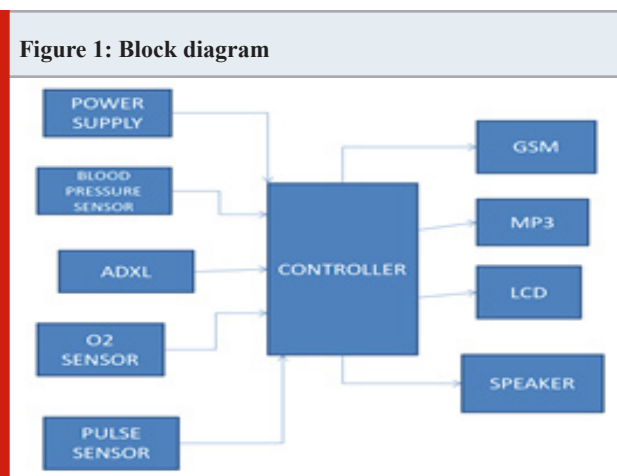 Figure 1: Block diagram
POWER
SUPPLY
BLOOD
PRESSURE
SENSOR
ADXL
O2
SENSOR
PULSE
SENSOR
CONTROLLER
GSM
MP3
LCD
SPEAKER